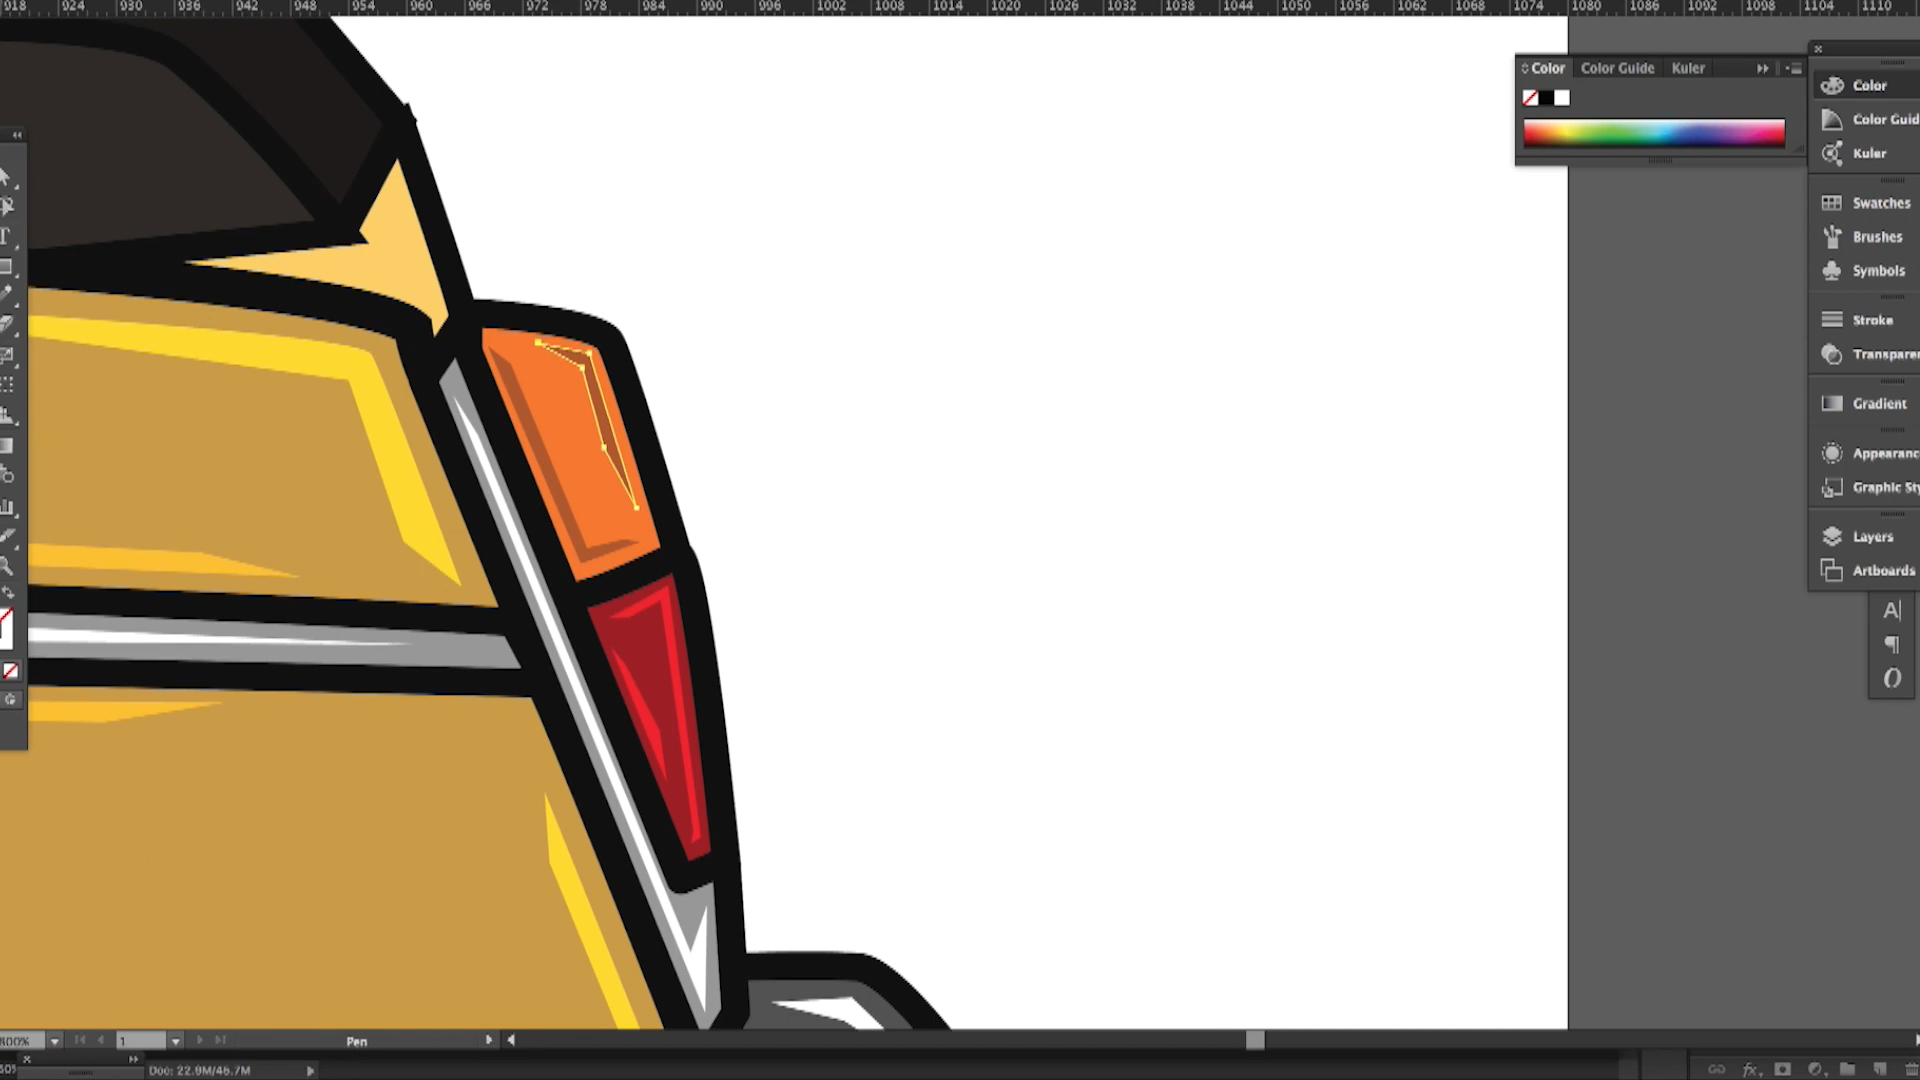 918 924 930 936 942 948 954 960 966 972 978 984 990 996 1002 1008 1014 1020 1026 1032 1038 1044 1050 1056 1062 1068 1074 1080 1086 1092 1098 1104 1110
Color Color Guide Kuler
Color
Color Guid
Kuler
Swatches
Brushes
Symbols
Stroke
Transparen
Gradient
Appearanc
Graphic Sty
Layers
Artboards
800% 1 Pen
Doc: 22.9M/46.7M